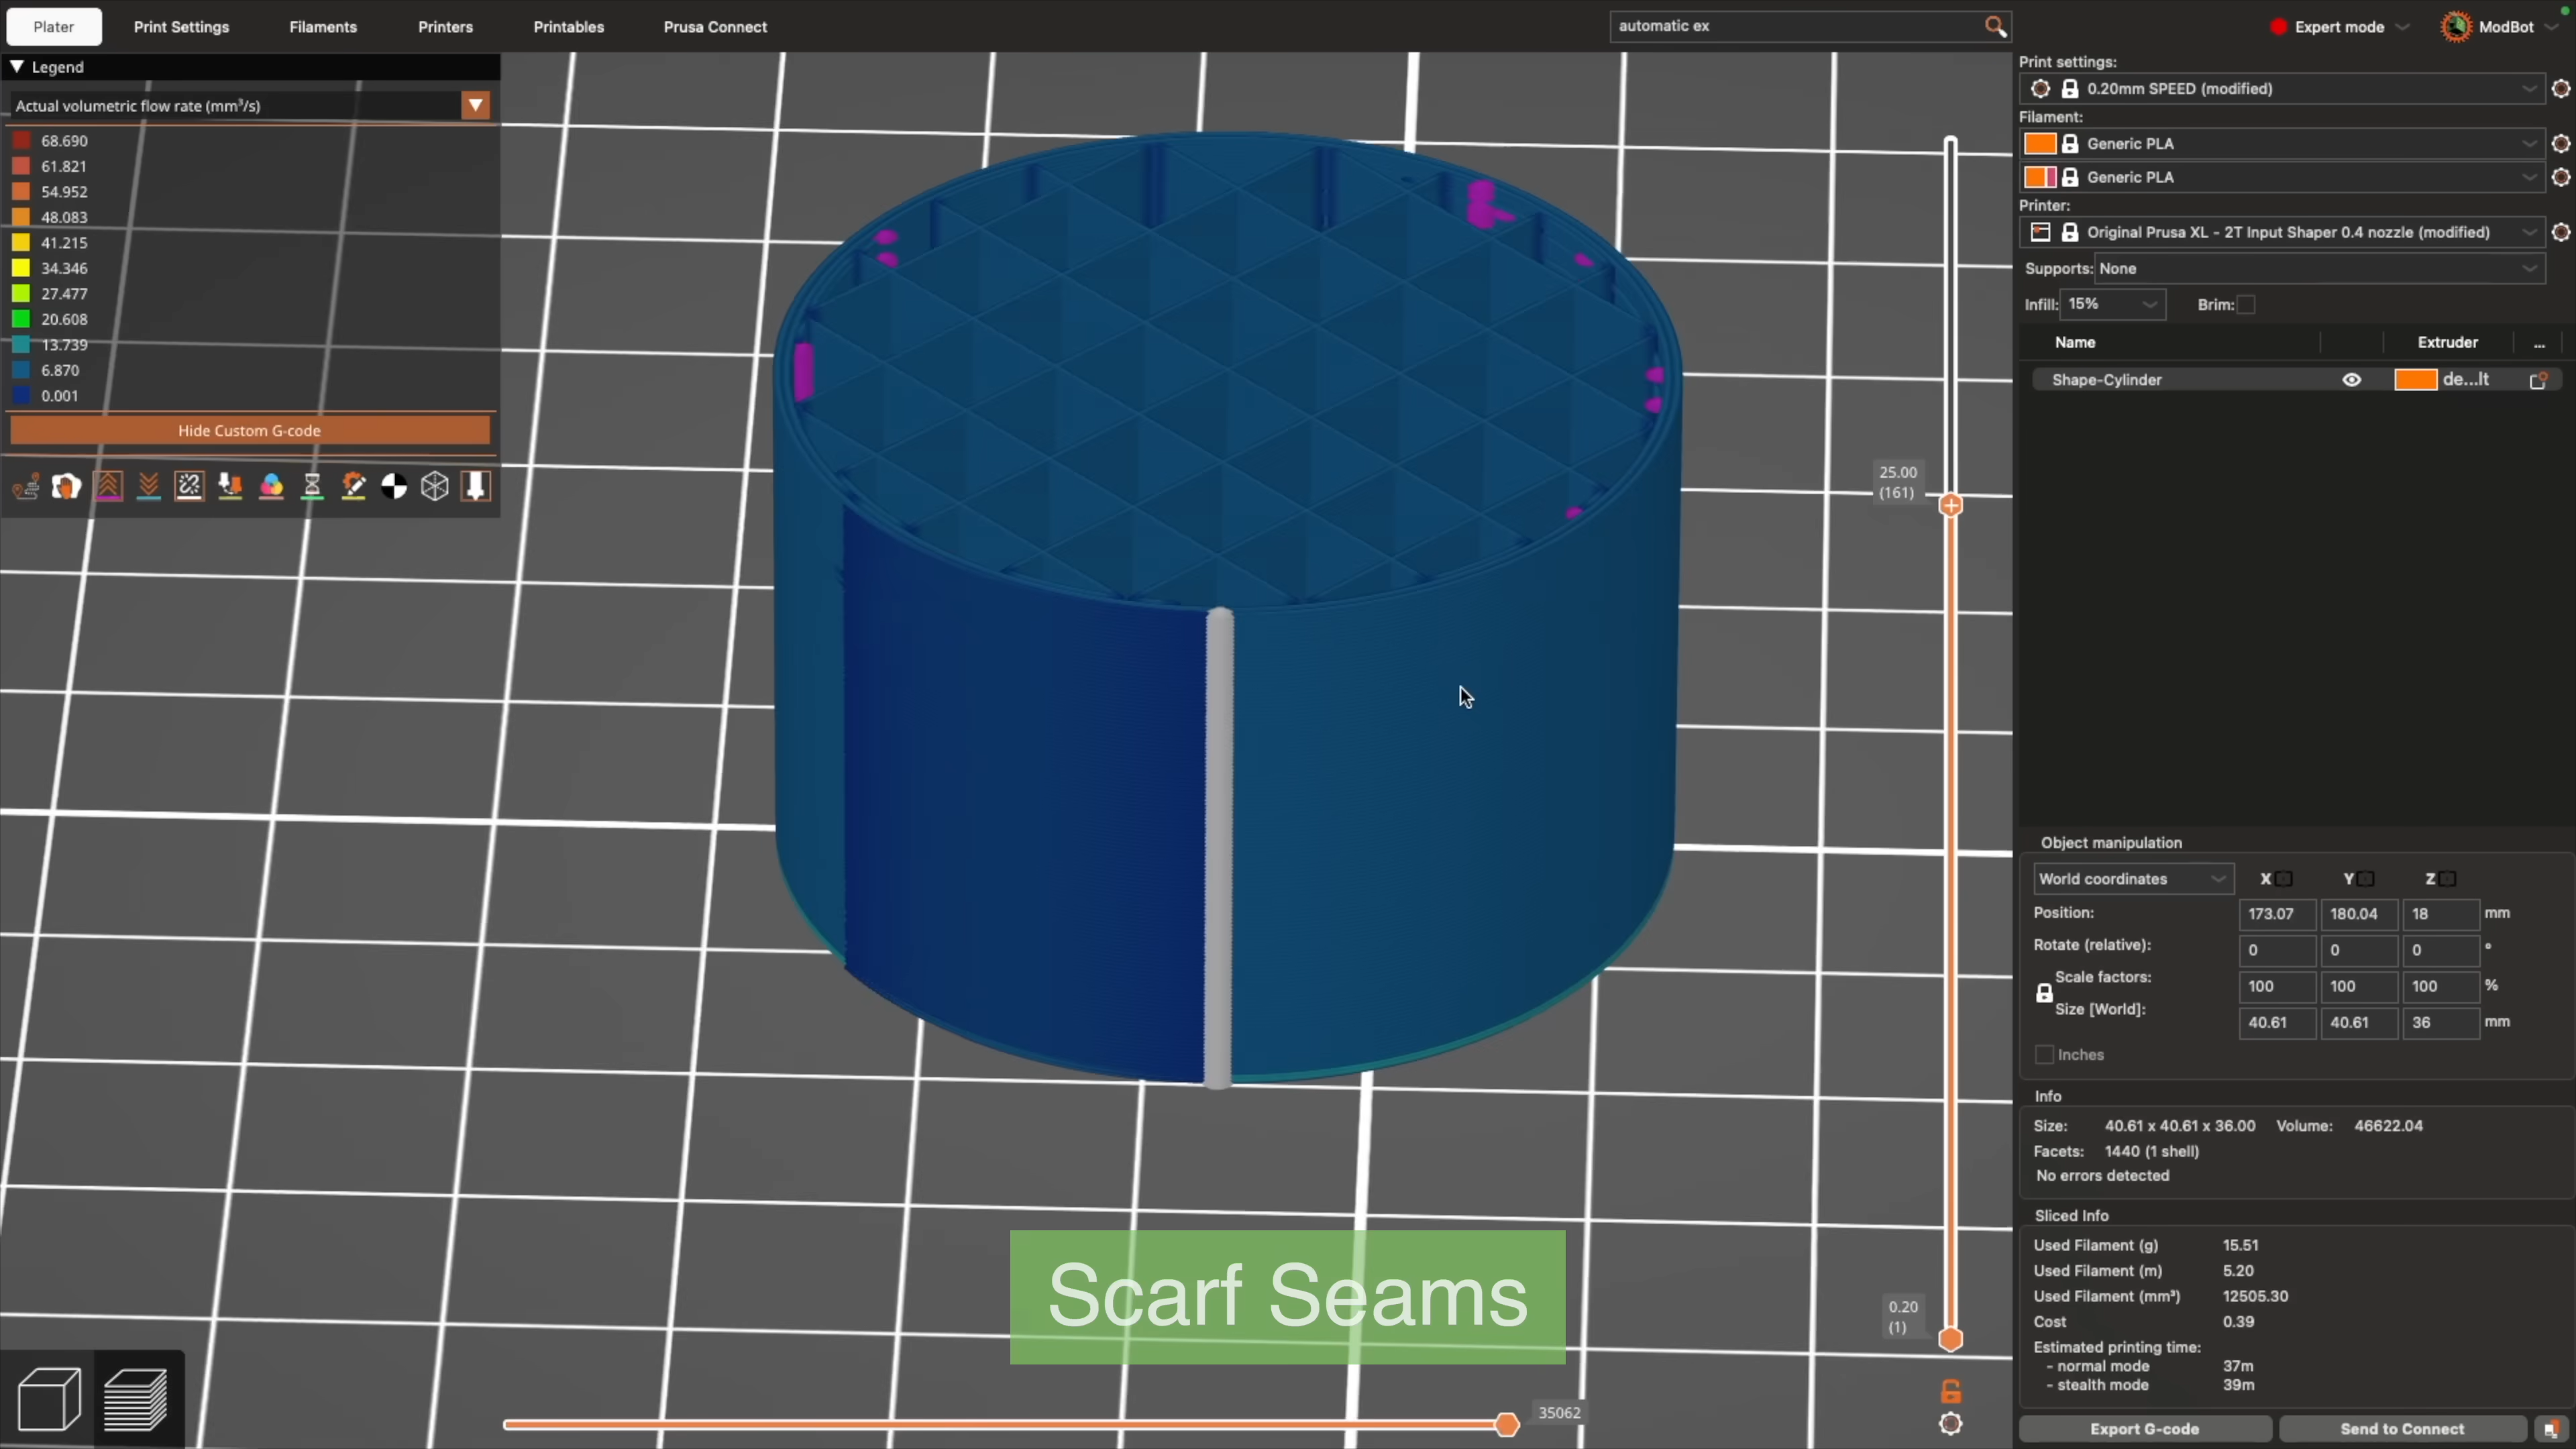 Plater Print Settings Filaments Printers Printables Prusa Connect automatic ex Expert mode ModBot
Legend
Actual volumetric flow rate (mm³/s)
68.690
61.821
54.952
48.083
41.215
34.346
27.477
20.608
13.739
6.870
0.001
Hide Custom G-code
25.00
(161)
Scarf Seams
0.20
(1)
35062
Print settings:
0.20mm SPEED (modified)
Filament:
Generic PLA
Generic PLA
Printer:
Original Prusa XL - 2T Input Shaper 0.4 nozzle (modified)
Supports: None
Infill: 15% Brim:
Name Extruder ...
Shape-Cylinder de...lt
Object manipulation
World coordinates X Y Z
Position: 173.07 180.04 18 mm
Rotate (relative): 0 0 0 °
Scale factors: 100 100 100 %
Size [World]: 40.61 40.61 36 mm
Inches
Info
Size: 40.61 x 40.61 x 36.00 Volume: 46622.04
Facets: 1440 (1 shell)
No errors detected
Sliced Info
Used Filament (g) 15.51
Used Filament (m) 5.20
Used Filament (mm³) 12505.30
Cost 0.39
Estimated printing time:
- normal mode 37m
- stealth mode 39m
Export G-code Send to Connect